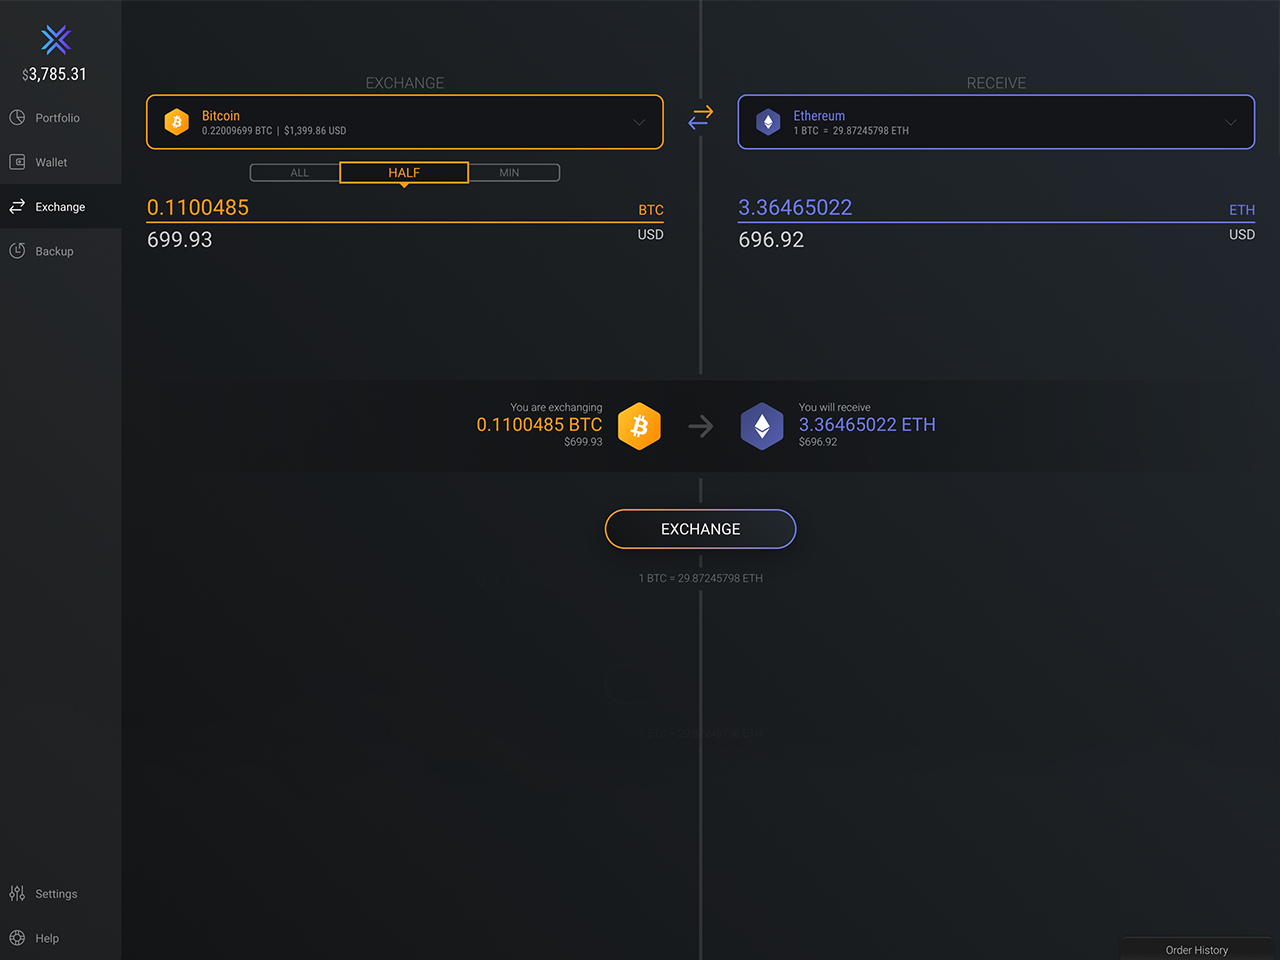 $3,785.31
Portfolio
Wallet
Exchange
Backup
Settings
Help
EXCHANGE
Bitcoin
0.22009699 BTC | $1,399.86 USD
ALL HALF MIN
0.1100485 BTC
699.93 USD
RECEIVE
Ethereum
1 BTC = 29.87245798 ETH
3.36465022 ETH
696.92 USD
You are exchanging
0.1100485 BTC
$699.93
You will receive
3.36465022 ETH
$696.92
EXCHANGE
1 BTC = 29.87245798 ETH
Order History